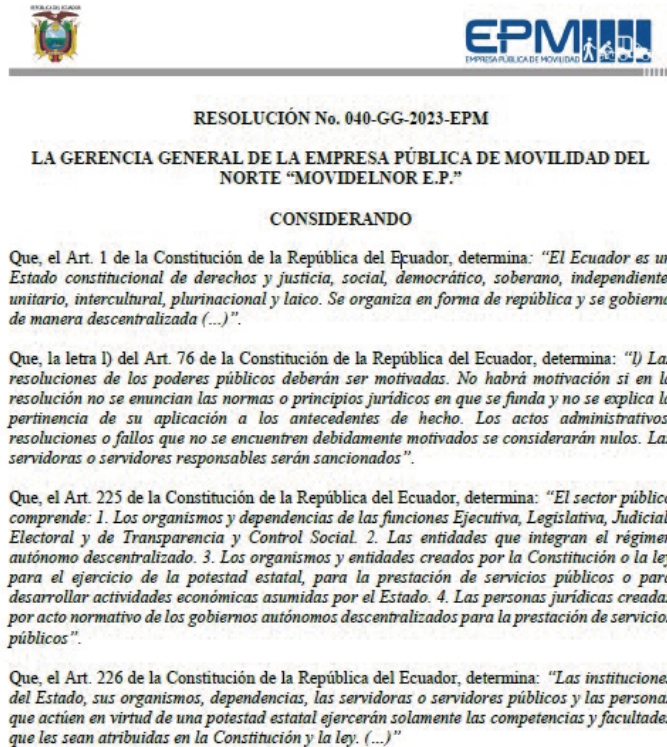 REPÚBLICA DEL ECUADOR
EPM
EMPRESA PÚBLICA DE MOVILIDAD
RESOLUCIÓN No. 040-GG-2023-EPM
LA GERENCIA GENERAL DE LA EMPRESA PÚBLICA DE MOVILIDAD DEL
NORTE “MOVIDELNOR E.P.”
CONSIDERANDO
Que, el Art. 1 de la Constitución de la República del Ecuador, determina: “El Ecuador es un
Estado constitucional de derechos y justicia, social, democrático, soberano, independiente,
unitario, intercultural, plurinacional y laico. Se organiza en forma de república y se gobierna
de manera descentralizada (...)”.
Que, la letra l) del Art. 76 de la Constitución de la República del Ecuador, determina: “l) Las
resoluciones de los poderes públicos deberán ser motivadas. No habrá motivación si en la
resolución no se enuncian las normas o principios jurídicos en que se funda y no se explica la
pertinencia de su aplicación a los antecedentes de hecho. Los actos administrativos,
resoluciones o fallos que no se encuentren debidamente motivados se considerarán nulos. Las
servidoras o servidores responsables serán sancionados”.
Que, el Art. 225 de la Constitución de la República del Ecuador, determina: “El sector público
comprende: 1. Los organismos y dependencias de las funciones Ejecutiva, Legislativa, Judicial,
Electoral y de Transparencia y Control Social. 2. Las entidades que integran el régimen
autónomo descentralizado. 3. Los organismos y entidades creados por la Constitución o la ley
para el ejercicio de la potestad estatal, para la prestación de servicios públicos o para
desarrollar actividades económicas asumidas por el Estado. 4. Las personas jurídicas creadas
por acto normativo de los gobiernos autónomos descentralizados para la prestación de servicios
públicos”.
Que, el Art. 226 de la Constitución de la República del Ecuador, determina: “Las instituciones
del Estado, sus organismos, dependencias, las servidoras o servidores públicos y las personas
que actúen en virtud de una potestad estatal ejercerán solamente las competencias y facultades
que les sean atribuidas en la Constitución y la ley. (...)”